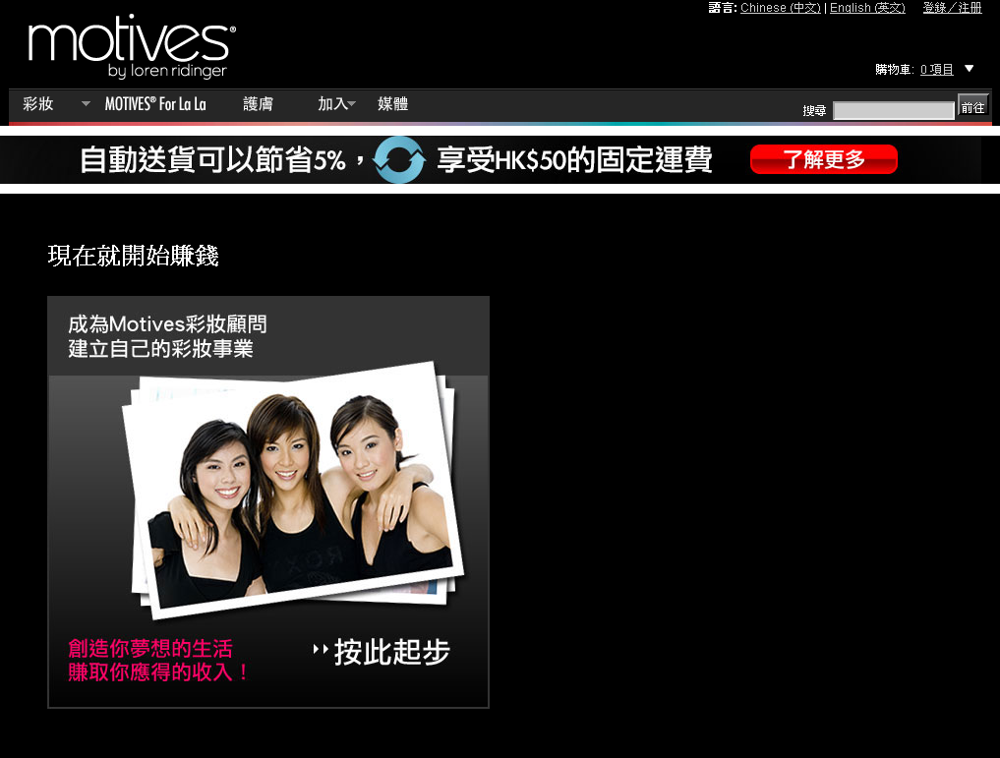 語言: Chinese (中文) | English (英文) 登錄／注册
motives®
by loren ridinger
購物車: 0 項目
彩妝 MOTIVES® For La La 護膚 加入 媒體 搜尋 前往
自動送貨可以節省5%，享受HK$50的固定運費 了解更多
現在就開始賺錢
成為Motives彩妝顧問
建立自己的彩妝事業
創造你夢想的生活
賺取你應得的收入！
按此起步